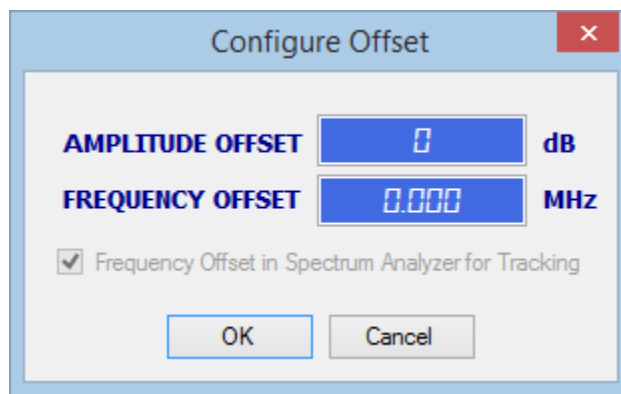 Configure Offset
AMPLITUDE OFFSET 0 dB
FREQUENCY OFFSET 0.000 MHz
Frequency Offset in Spectrum Analyzer for Tracking
OK Cancel